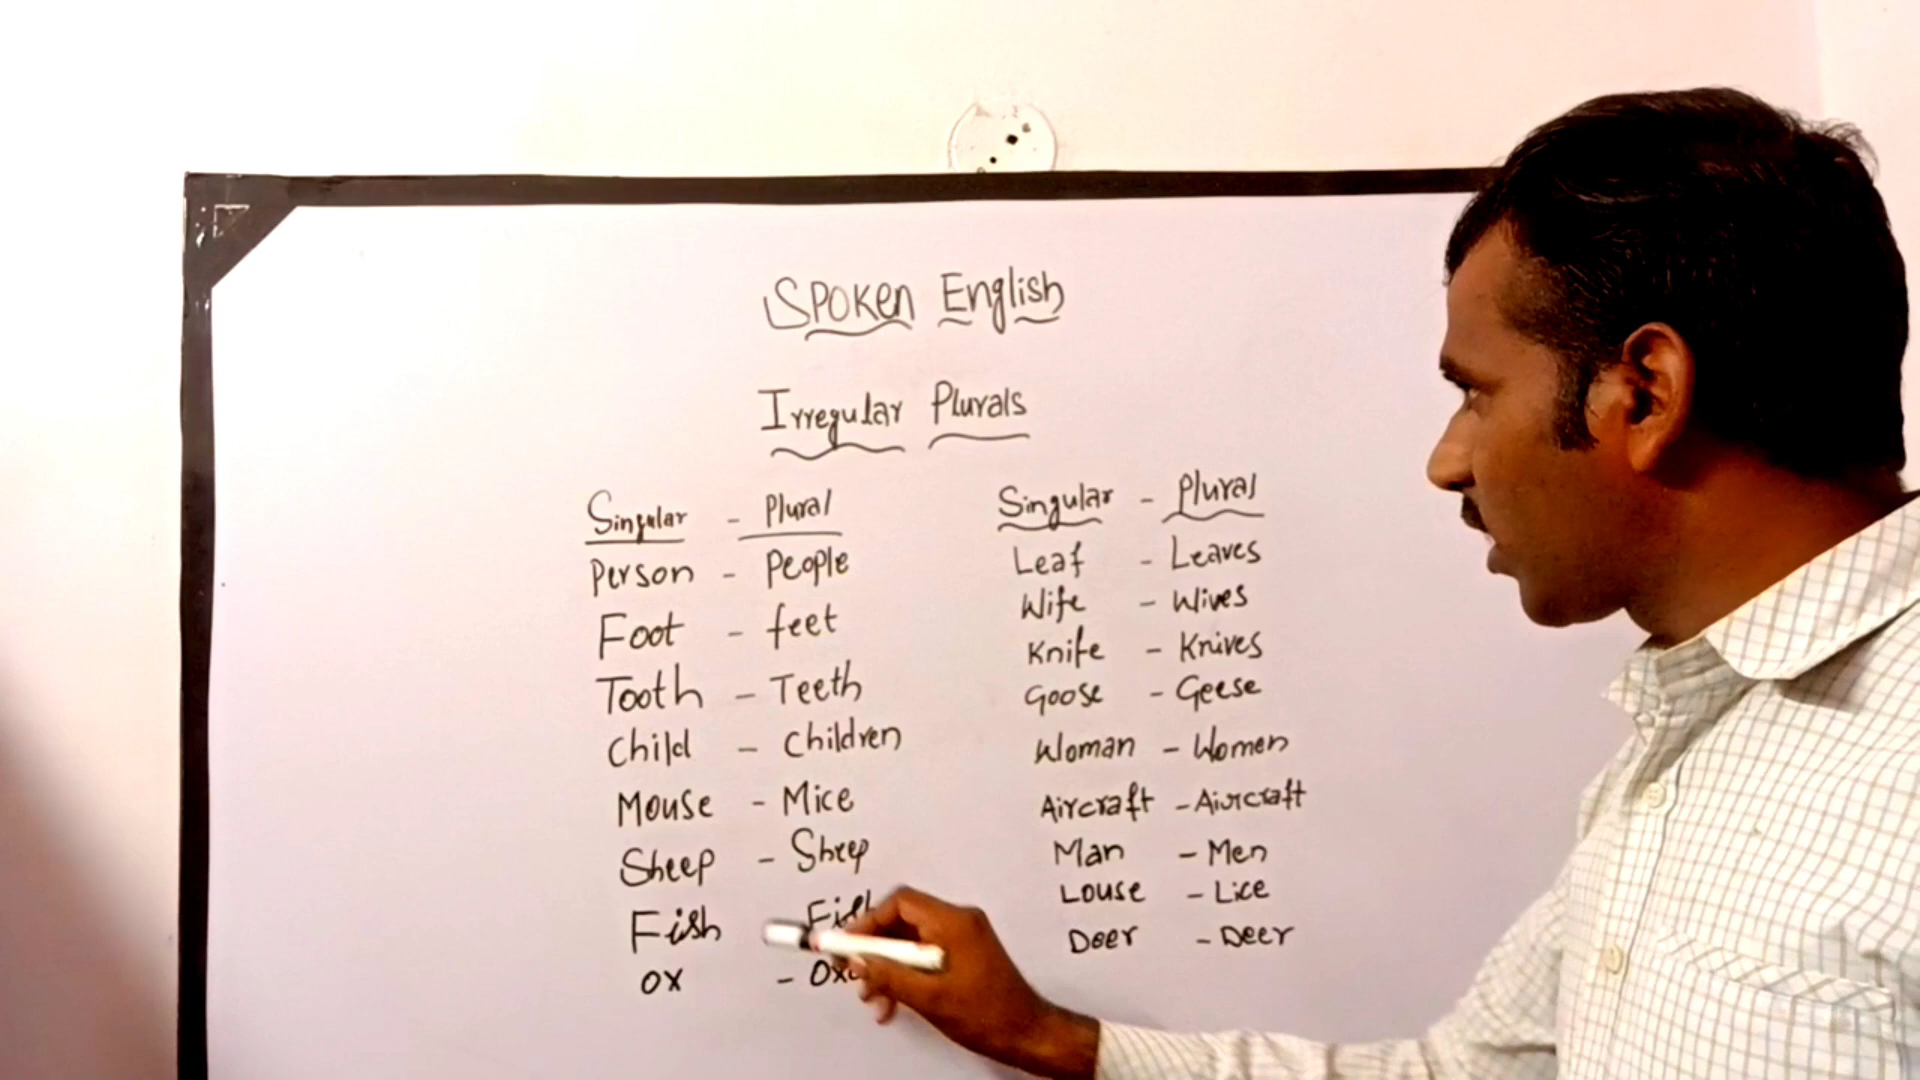 Spoken English
Irregular Plurals
Singular - Plural
Person - People
Foot - feet
Tooth - Teeth
Child - Children
Mouse - Mice
Sheep - Sheep
Fish
OX -
Singular - Plural
Leaf - Leaves
Wife - Wives
Knife - Knives
Goose - Geese
Woman - Women
Aircraft - Aircraft
Man - Men
Louse - Lice
Deer - Deer